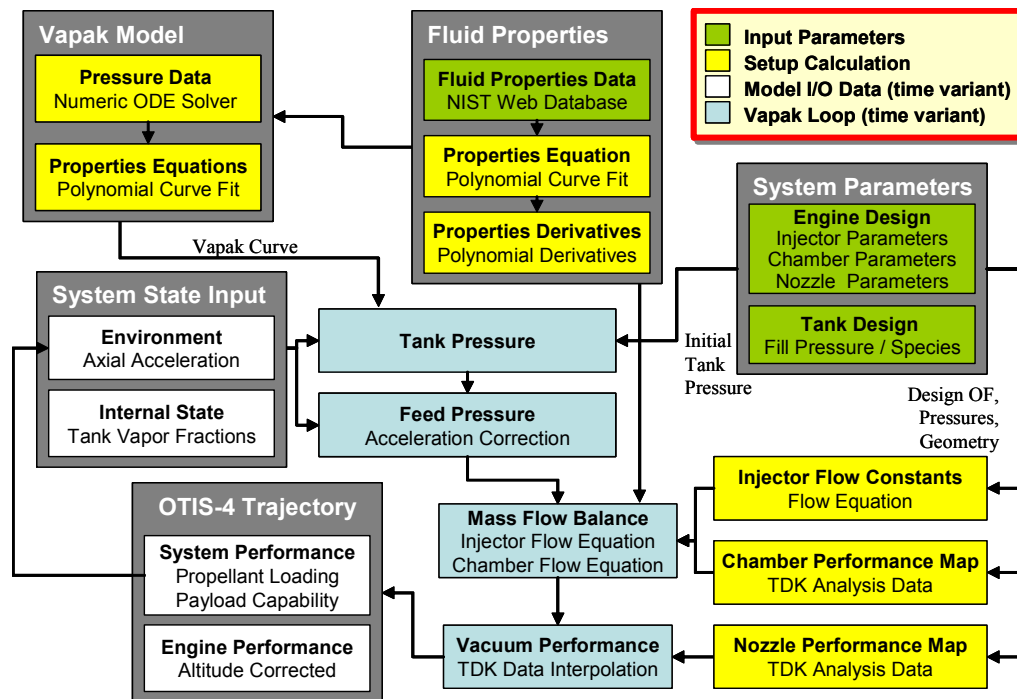 Vapak Model
Pressure Data
Numeric ODE Solver
Properties Equations
Polynomial Curve Fit
Fluid Properties
Fluid Properties Data
NIST Web Database
Properties Equation
Polynomial Curve Fit
Properties Derivatives
Polynomial Derivatives
Input Parameters
Setup Calculation
Model I/O Data (time variant)
Vapak Loop (time variant)
System Parameters
Engine Design
Injector Parameters
Chamber Parameters
Nozzle Parameters
Tank Design
Fill Pressure / Species
Vapak Curve
System State Input
Environment
Axial Acceleration
Internal State
Tank Vapor Fractions
Tank Pressure
Feed Pressure
Acceleration Correction
Initial
Tank
Pressure
Design OF,
Pressures,
Geometry
OTIS-4 Trajectory
System Performance
Propellant Loading
Payload Capability
Engine Performance
Altitude Corrected
Mass Flow Balance
Injector Flow Equation
Chamber Flow Equation
Vacuum Performance
TDK Data Interpolation
Injector Flow Constants
Flow Equation
Chamber Performance Map
TDK Analysis Data
Nozzle Performance Map
TDK Analysis Data